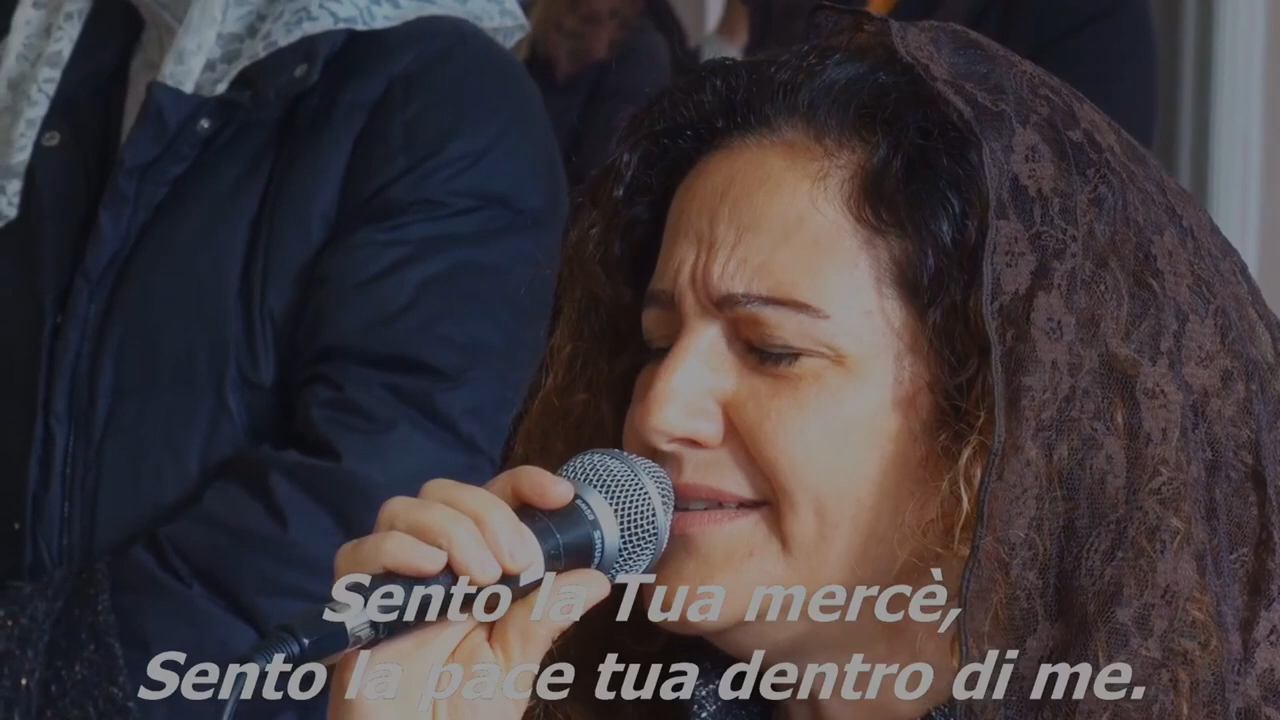 Sento la Tua mercè,
Sento la pace tua dentro di me.